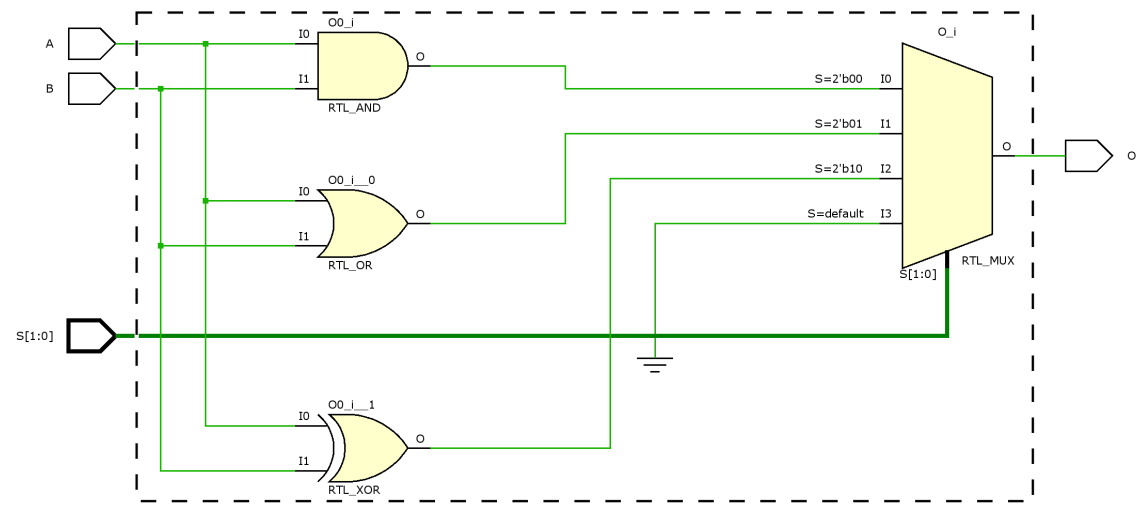 O0_i
A
I0
O
B
I1
RTL_AND
O0_i__0
I0
O
I1
RTL_OR
S[1:0]
O0_i__1
I0
O
I1
RTL_XOR
O_i
S=2'b00
I0
S=2'b01
I1
S=2'b10
I2
S=default
I3
O
O
RTL_MUX
S[1:0]